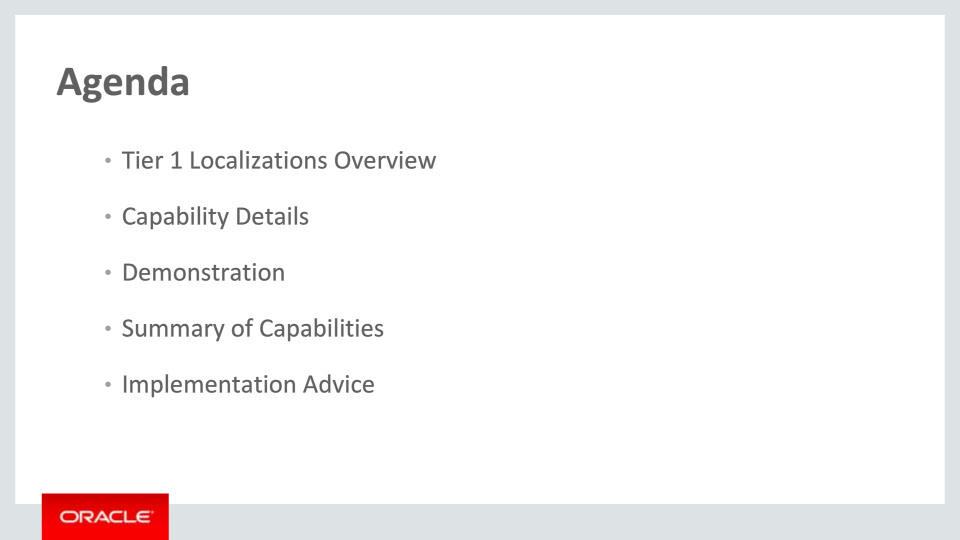 Agenda
• Tier 1 Localizations Overview
• Capability Details
• Demonstration
• Summary of Capabilities
• Implementation Advice
ORACLE